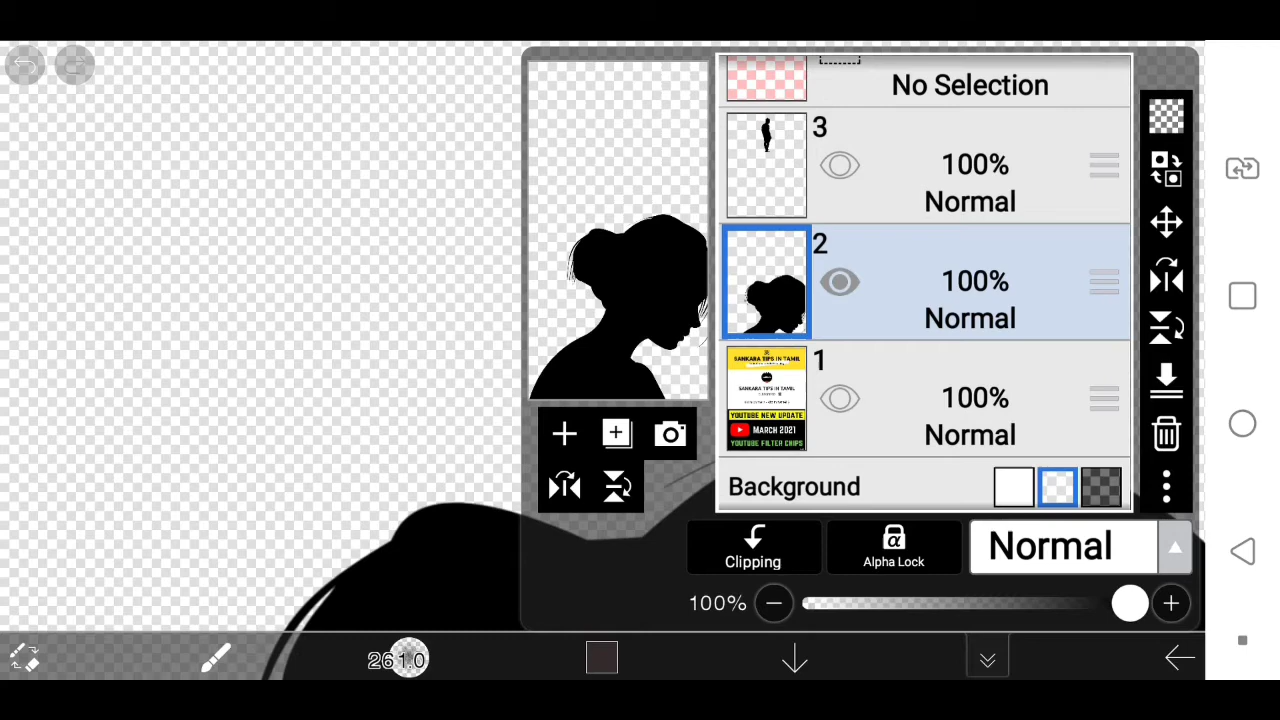 No Selection
3
100%
Normal
2
100%
Normal
SANKARA TIPS IN TAMIL
SANKARA TIPS IN TAMIL
YOUTUBE NEW UPDATE
MARCH 2021
YOUTUBE FILTER CHIPS
1
100%
Normal
Background
Clipping
α
Alpha Lock
Normal
100%
261.0